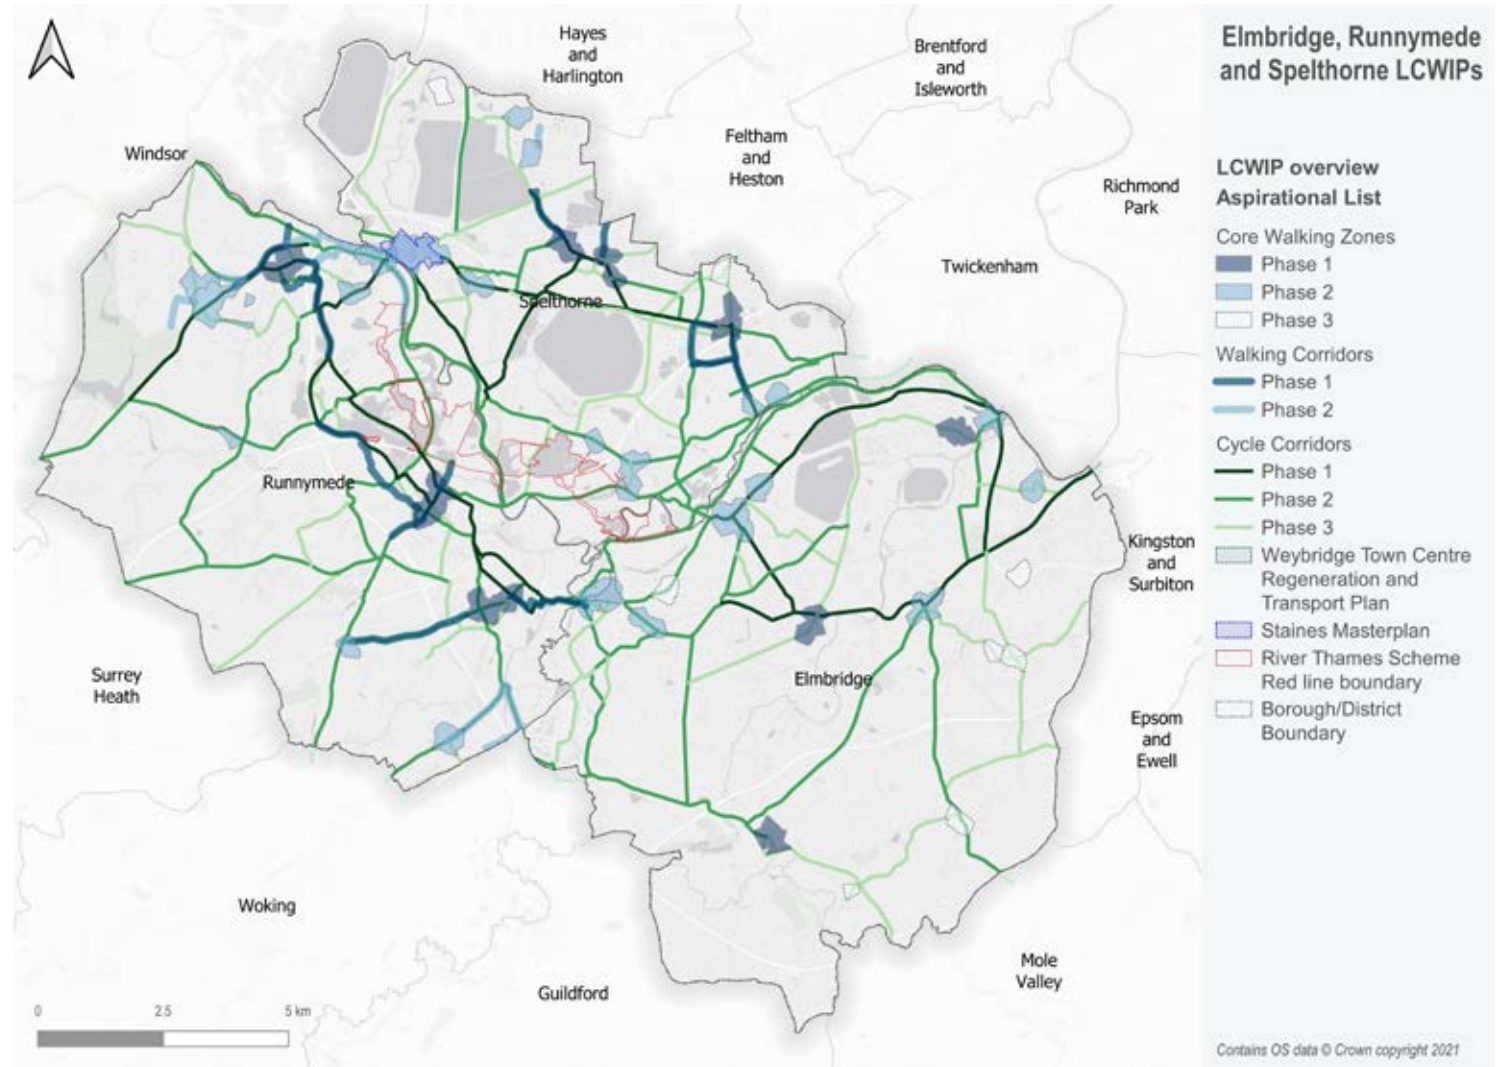 Elmbridge, Runnymede
and Spelthorne LCWIPs
LCWIP overview
Aspirational List
Core Walking Zones
Phase 1
Phase 2
Phase 3
Walking Corridors
Phase 1
Phase 2
Cycle Corridors
Phase 1
Phase 2
Phase 3
Weybridge Town Centre
Regeneration and
Transport Plan
Staines Masterplan
River Thames Scheme
Red line boundary
Borough/District
Boundary
Contains OS data © Crown copyright 2021
Hayes
and
Harlington
Brentford
and
Isleworth
Windsor
Feltham
and
Heston
Richmond
Park
Twickenham
Spelthorne
Runnymede
Kingston
and
Surbiton
Surrey
Heath
Elmbridge
Epsom
and
Ewell
Woking
Guildford
Mole
Valley
0
2.5
5 km